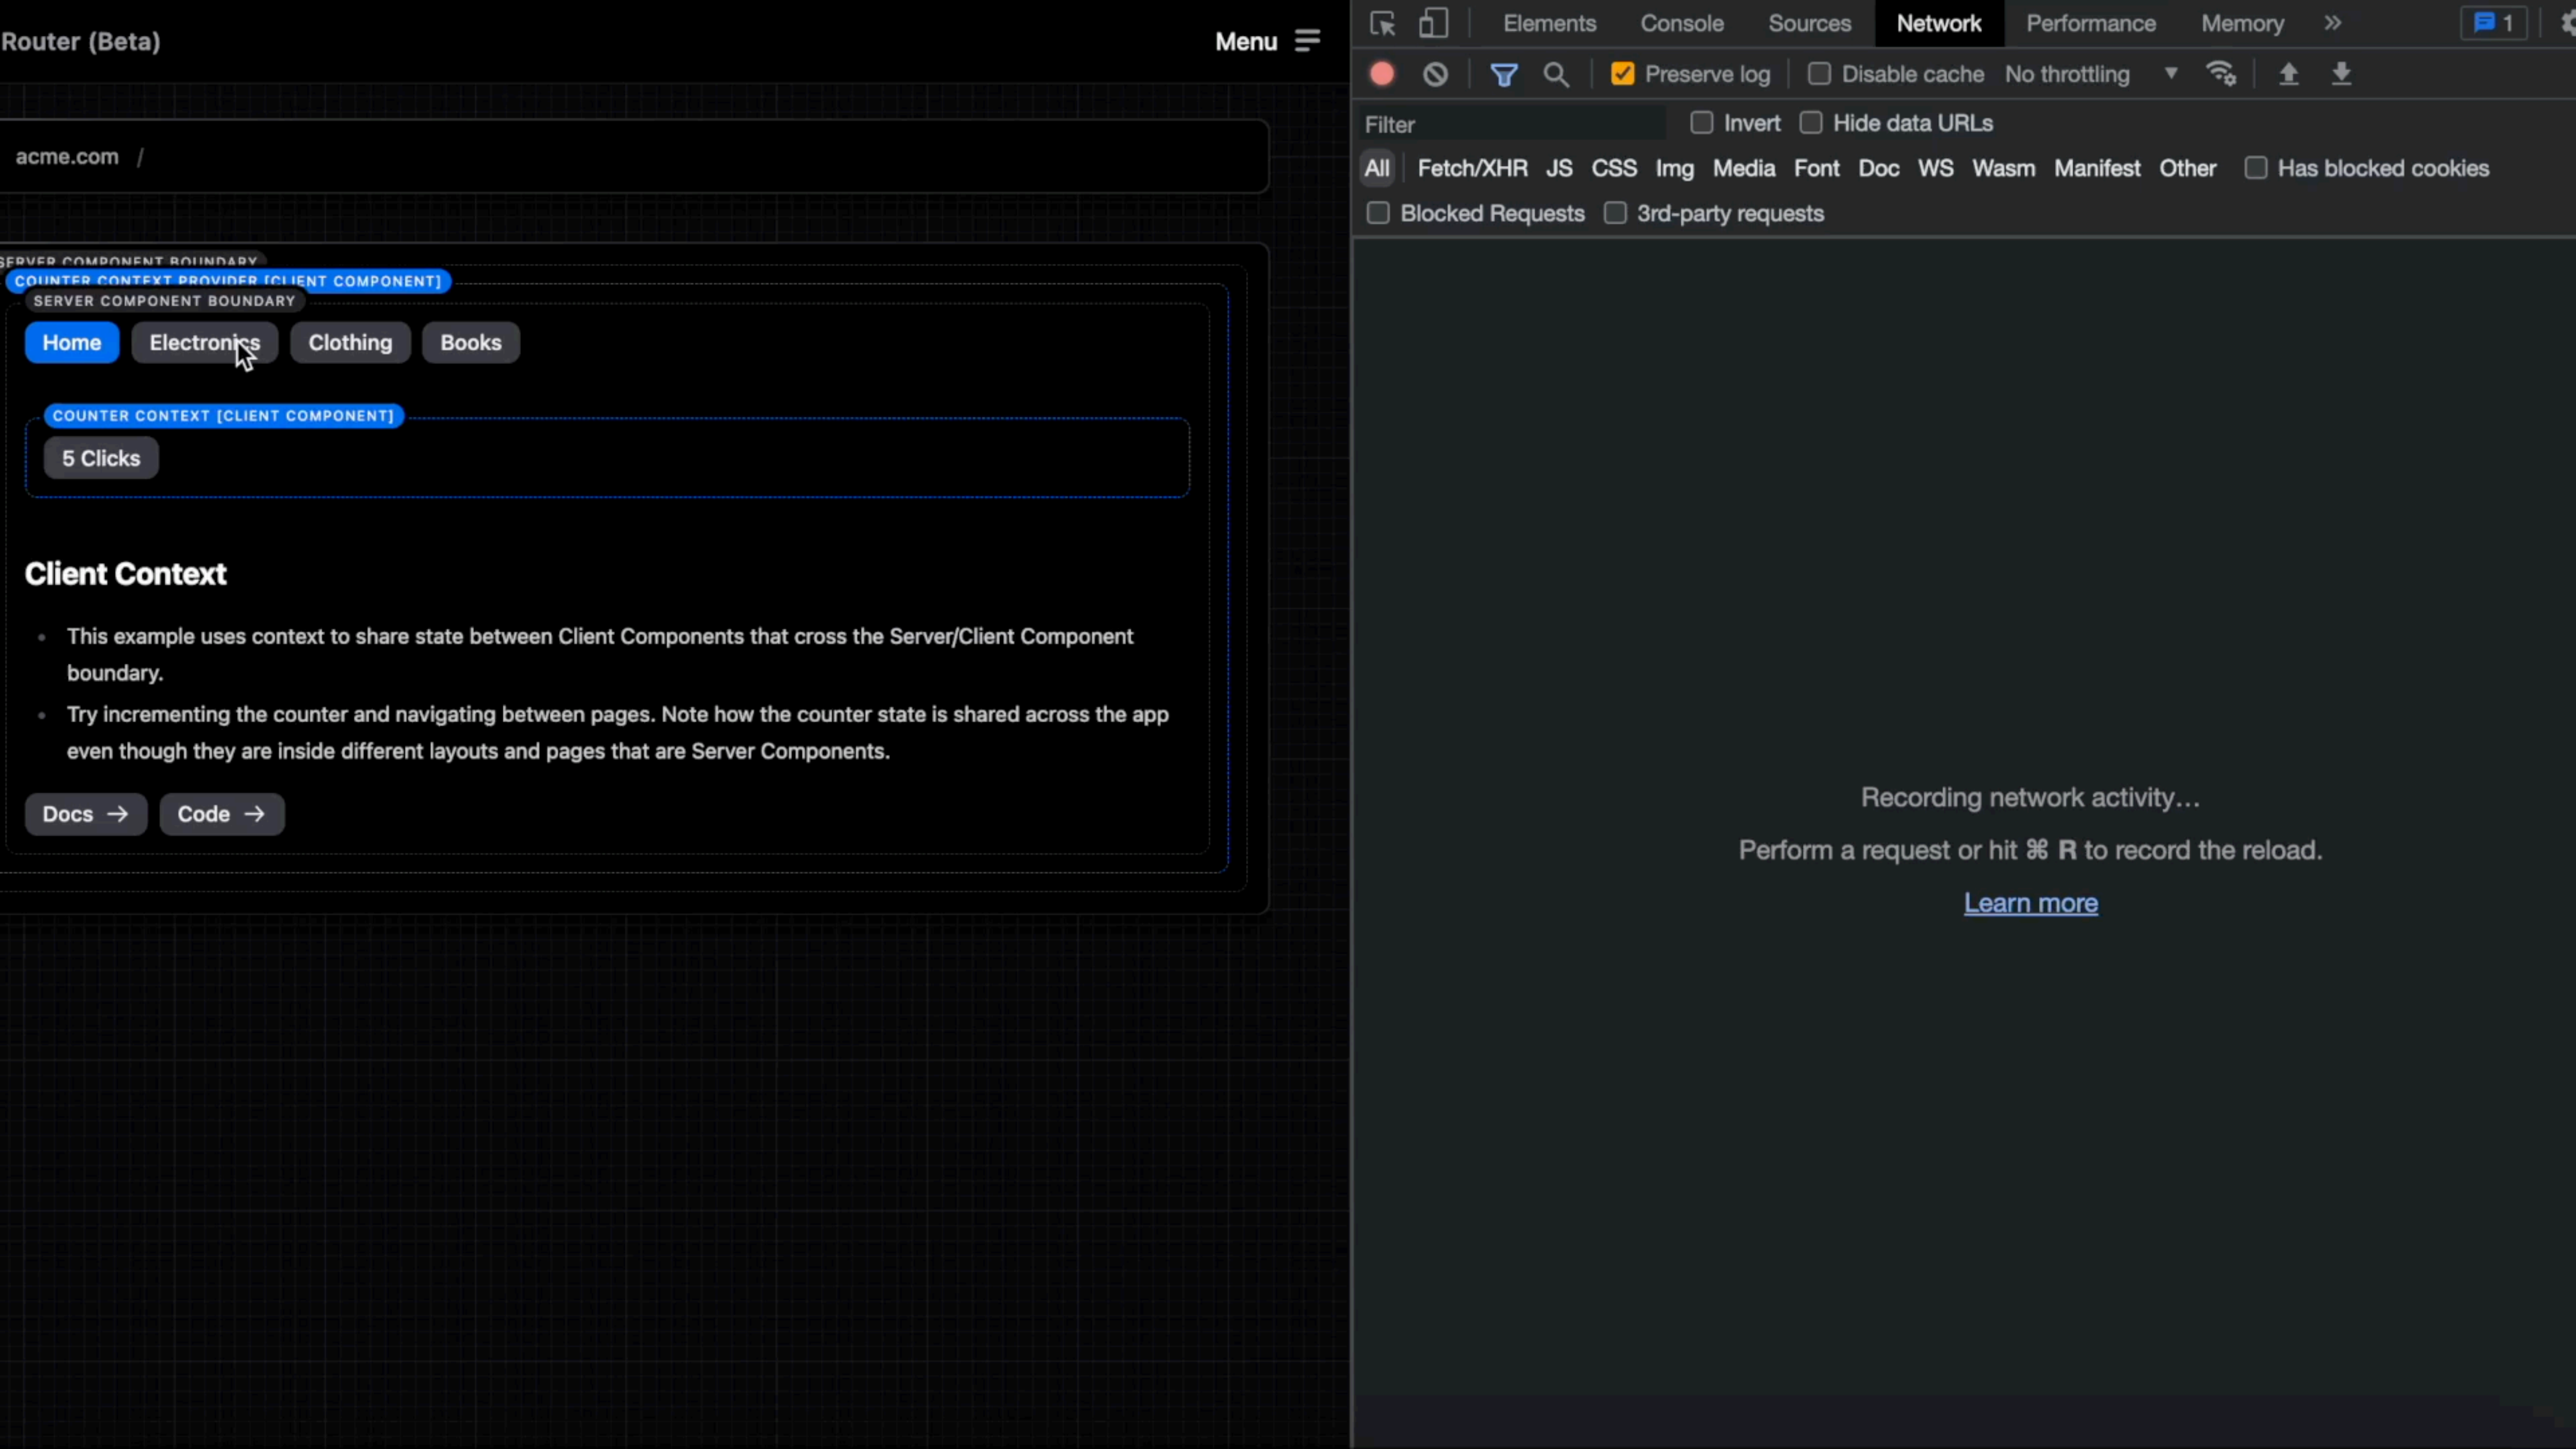 Router (Beta)
Menu
acme.com /
SERVER COMPONENT BOUNDARY
COUNTER CONTEXT PROVIDER [CLIENT COMPONENT]
SERVER COMPONENT BOUNDARY
Home Electronics Clothing Books
COUNTER CONTEXT [CLIENT COMPONENT]
5 Clicks
Client Context
This example uses context to share state between Client Components that cross the Server/Client Component
boundary.
Try incrementing the counter and navigating between pages. Note how the counter state is shared across the app
even though they are inside different layouts and pages that are Server Components.
Docs → Code →
Elements Console Sources Network Performance Memory » 1
Preserve log Disable cache No throttling
Filter Invert Hide data URLs
All Fetch/XHR JS CSS Img Media Font Doc WS Wasm Manifest Other Has blocked cookies
Blocked Requests 3rd-party requests
Recording network activity…
Perform a request or hit ⌘ R to record the reload.
Learn more